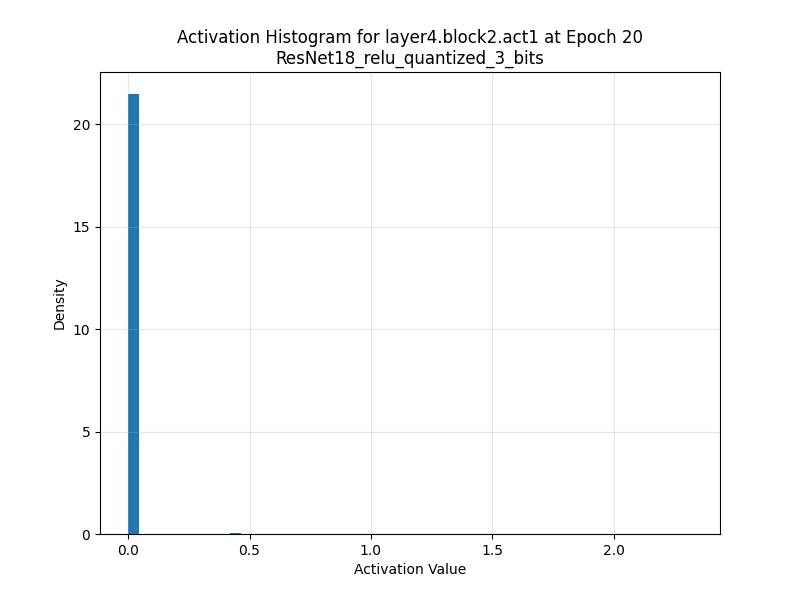 Activation Histogram for layer4.block2.act1 at Epoch 20
ResNet18_relu_quantized_3_bits
20
15
10
5
0
Density
0.0 0.5 1.0 1.5 2.0
Activation Value